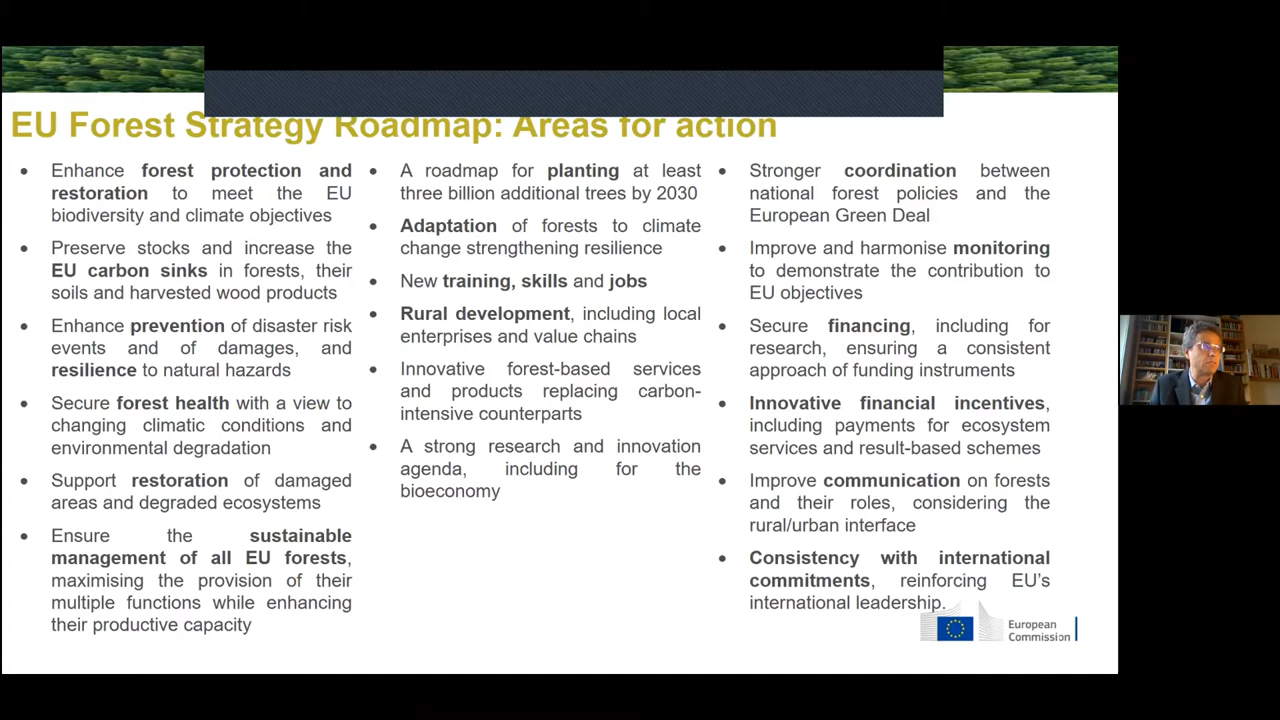 EU Forest Strategy Roadmap: Areas for action
• Enhance forest protection and
restoration to meet the EU
biodiversity and climate objectives
• Preserve stocks and increase the
EU carbon sinks in forests, their
soils and harvested wood products
• Enhance prevention of disaster risk
events and of damages, and
resilience to natural hazards
• Secure forest health with a view to
changing climatic conditions and
environmental degradation
• Support restoration of damaged
areas and degraded ecosystems
• Ensure the sustainable
management of all EU forests,
maximising the provision of their
multiple functions while enhancing
their productive capacity
• A roadmap for planting at least
three billion additional trees by 2030
• Adaptation of forests to climate
change strengthening resilience
• New training, skills and jobs
• Rural development, including local
enterprises and value chains
• Innovative forest-based services
and products replacing carbon-
intensive counterparts
• A strong research and innovation
agenda, including for the
bioeconomy
• Stronger coordination between
national forest policies and the
European Green Deal
• Improve and harmonise monitoring
to demonstrate the contribution to
EU objectives
• Secure financing, including for
research, ensuring a consistent
approach of funding instruments
• Innovative financial incentives,
including payments for ecosystem
services and result-based schemes
• Improve communication on forests
and their roles, considering the
rural/urban interface
• Consistency with international
commitments, reinforcing EU's
international leadership.
European
Commission